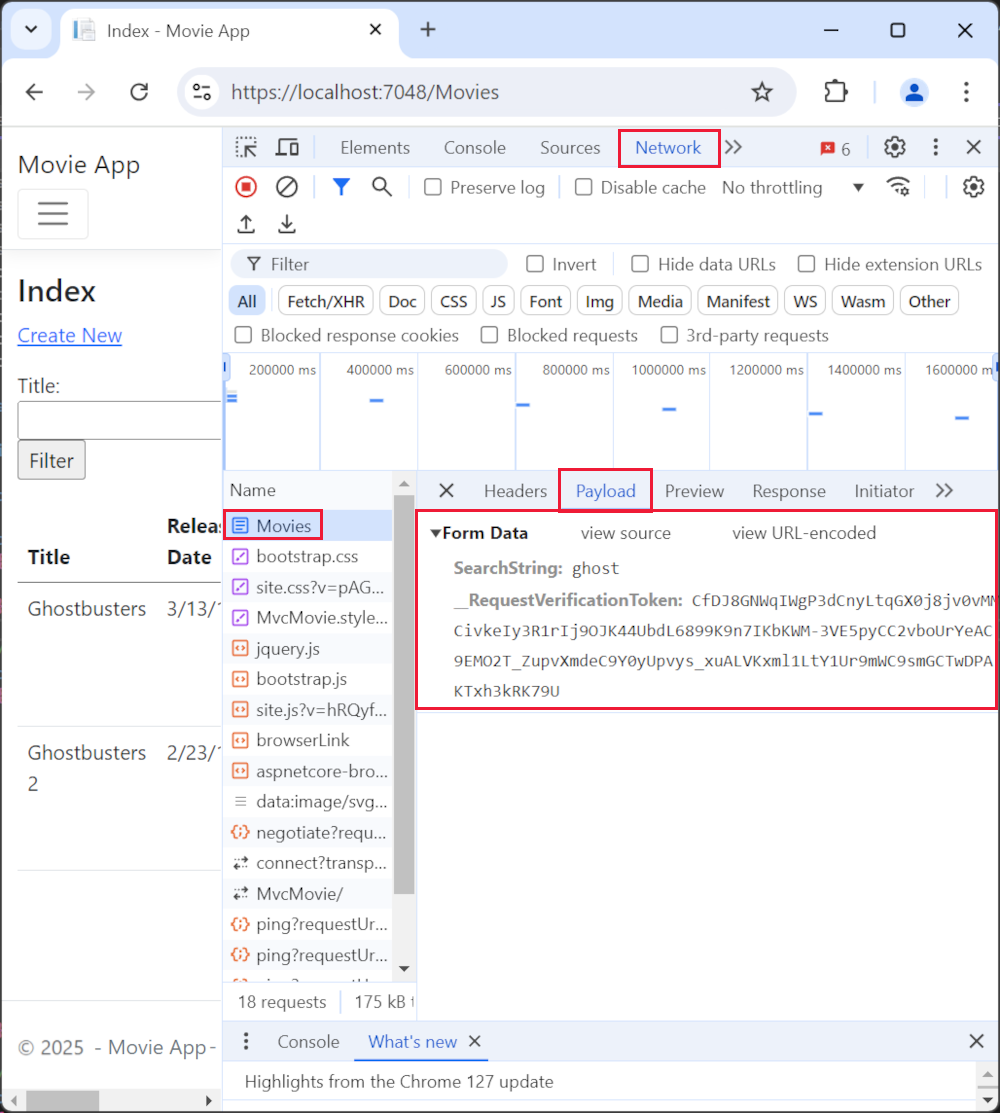 Index - Movie App
https://localhost:7048/Movies
Movie App
Index
Create New
Title:
Filter
Title
Release
Date
Ghostbusters
3/13/1
Ghostbusters
2
2/23/1
© 2025 - Movie App -
Elements Console Sources Network 6
Preserve log Disable cache No throttling
Filter Invert Hide data URLs Hide extension URLs
All Fetch/XHR Doc CSS JS Font Img Media Manifest WS Wasm Other
Blocked response cookies Blocked requests 3rd-party requests
200000 ms 400000 ms 600000 ms 800000 ms 1000000 ms 1200000 ms 1400000 ms 1600000 m
Name
Movies
bootstrap.css
site.css?v=pAG...
MvcMovie.style...
jquery.js
bootstrap.js
site.js?v=hRQyf...
browserLink
aspnetcore-bro...
data:image/svg...
negotiate?requ...
connect?transp...
MvcMovie/
ping?requestUr...
ping?requestUr...
18 requests 175 kB t
Headers Payload Preview Response Initiator
Form Data view source view URL-encoded
SearchString: ghost
__RequestVerificationToken: CfDJ8GNWqIWgP3dCnyLtqGX0j8jv0vMM
CivkeIy3R1rIj9OJK44UbdL6899K9n7IKbKWM-3VE5pyCC2vboUrYeAC
9EMO2T_ZupvXmdeC9Y0yUpvys_xuALVKxml1LtY1Ur9mWC9smGCTwDPA
KTxh3kRK79U
Console What's new
Highlights from the Chrome 127 update